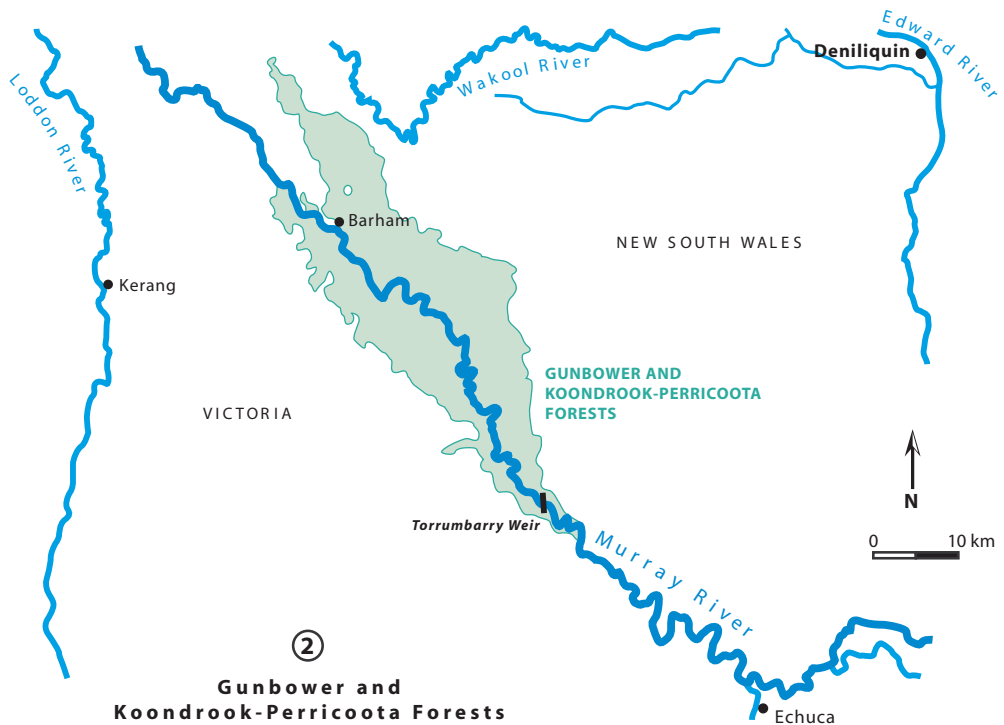 Edward River
Deniliquin
Wakool River
Loddon River
Barham
NEW SOUTH WALES
Kerang
GUNBOWER AND
KOONDROOK-PERRICOOTA
FORESTS
VICTORIA
N
Torrumbarry Weir
0 10 km
Murray River
2
Gunbower and
Koondrook-Perricoota Forests
Echuca